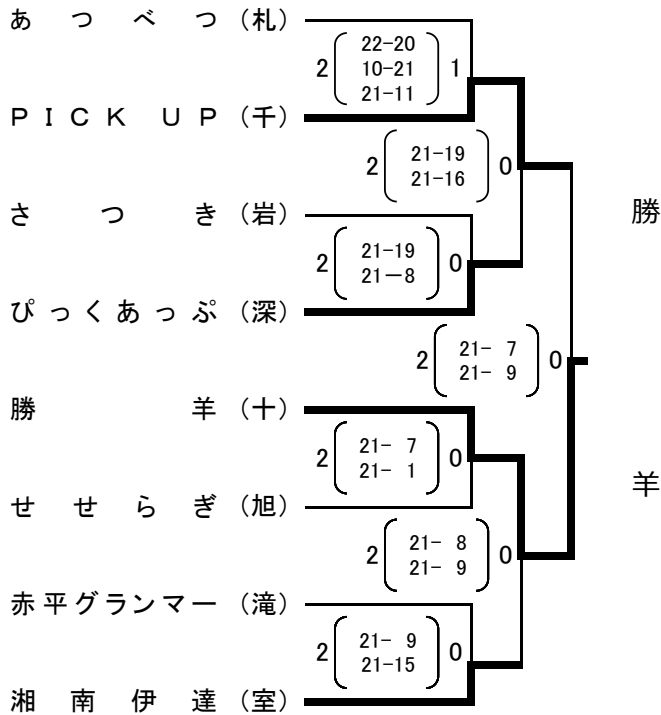 あつべつ（札）
22-20
2 10-21 1
21-11
PICK UP（千）
2 21-19 0
21-16
さつき（岩）
勝
2 21-19 0
21－8
ぴっくあっぷ（深）
2 21- 7 0
21- 9
勝羊（十）
2 21- 7 0
21- 1
羊
せせらぎ（旭）
2 21- 8 0
21- 9
赤平グランマー（滝）
2 21- 9 0
21-15
湘南伊達（室）